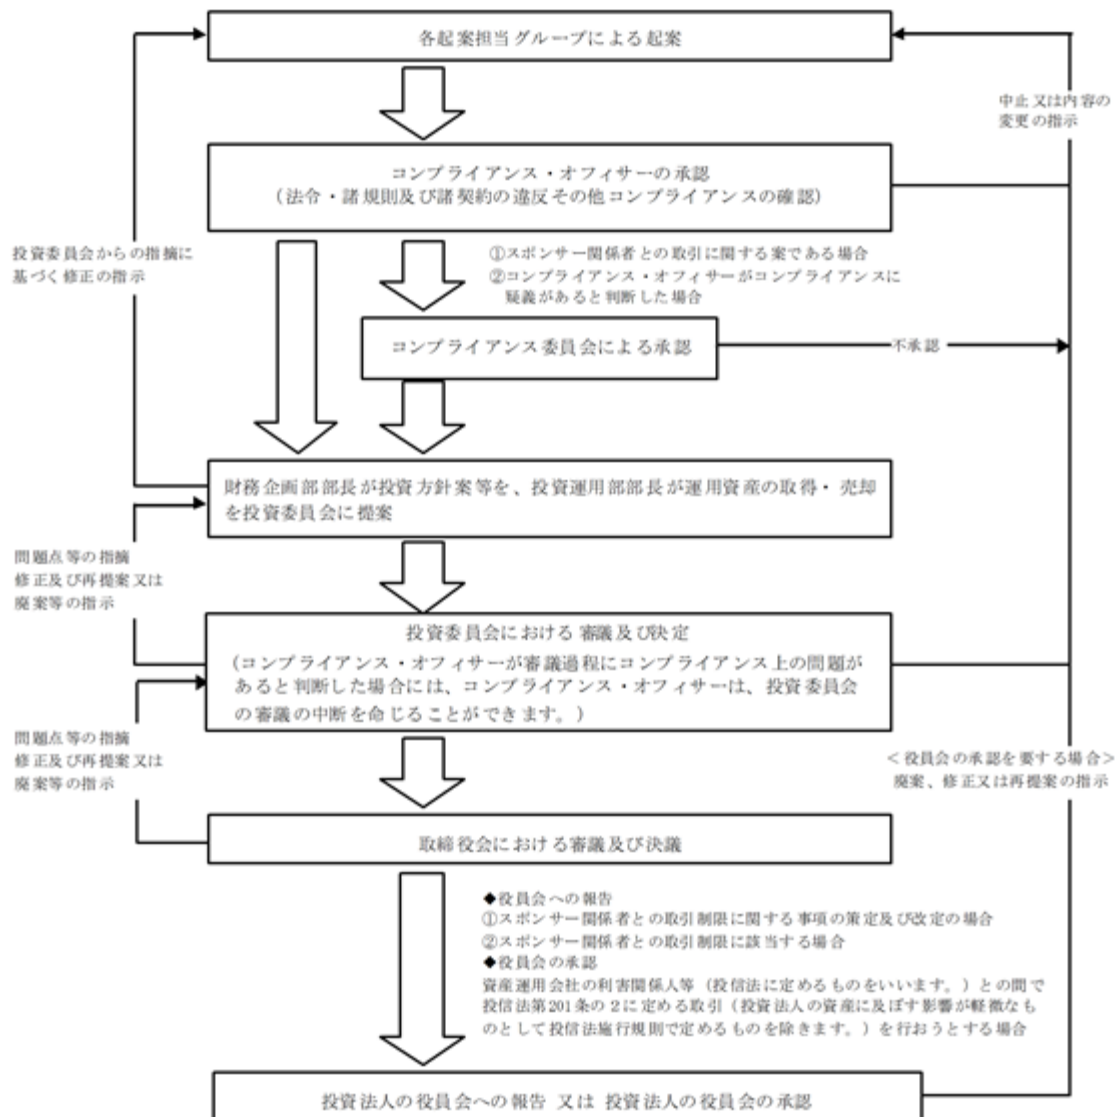 各起案担当グループによる起案
中止又は内容の
変更の指示
コンプライアンス・オフィサーの承認
（法令・諸規則及び諸契約の違反その他コンプライアンスの確認）
投資委員会からの指摘に
基づく修正の指示
①スポンサー関係者との取引に関する案である場合
②コンプライアンス・オフィサーがコンプライアンスに
疑義があると判断した場合
コンプライアンス委員会による承認
不承認
財務企画部部長が投資方針案等を、投資運用部部長が運用資産の取得・売却
を投資委員会に提案
問題点等の指摘
修正及び再提案又は
廃案等の指示
投資委員会における審議及び決定
（コンプライアンス・オフィサーが審議過程にコンプライアンス上の問題が
あると判断した場合には、コンプライアンス・オフィサーは、投資委員会
の審議の中断を命じることができます。）
問題点等の指摘
修正及び再提案又は
廃案等の指示
＜役員会の承認を要する場合＞
廃案、修正又は再提案の指示
取締役会における審議及び決議
◆役員会への報告
①スポンサー関係者との取引制限に関する事項の策定及び改定の場合
②スポンサー関係者との取引制限に該当する場合
◆役員会の承認
資産運用会社の利害関係人等（投信法に定めるものをいいます。）との間で
投信法第201条の２に定める取引（投資法人の資産に及ぼす影響が軽微なも
のとして投信法施行規則で定めるものを除きます。）を行おうとする場合
投資法人の役員会への報告 又は 投資法人の役員会の承認